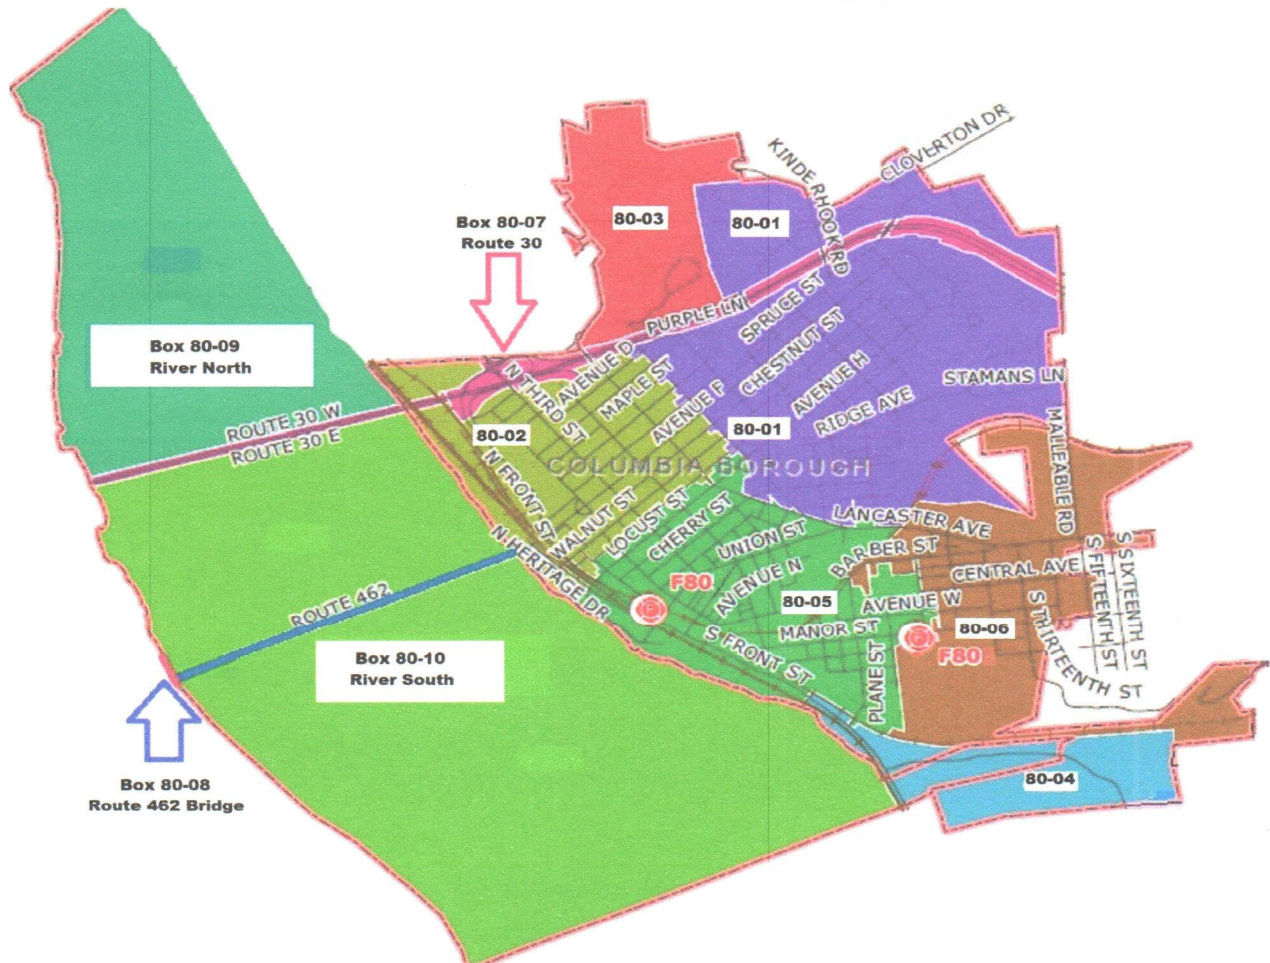 CLOVERTON DR
KINDERHOOK RD
80-03
80-01
Box 80-07
Route 30
PURPLE LN
SPRUCE ST
CHESTNUT ST
AVENUE H
RIDGE AVE
STAMANS LN
Box 80-09
River North
N THIRD ST
AVENUE D
MAPLE ST
AVENUE F
ROUTE 30 W
ROUTE 30 E
80-02
80-01
COLUMBIA BOROUGH
MALLEABLE RD
N FRONT ST
WALNUT ST
LOCUST ST
CHERRY ST
UNION ST
LANCASTER AVE
BARBER ST
N HERITAGE DR
AVENUE N
CENTRAL AVE
S FIFTEENTH ST
S SIXTEENTH ST
ROUTE 462
F80
80-05
AVENUE W
MANOR ST
80-06
F80
S THIRTEENTH ST
S FRONT ST
PLANE ST
Box 80-10
River South
80-04
Box 80-08
Route 462 Bridge